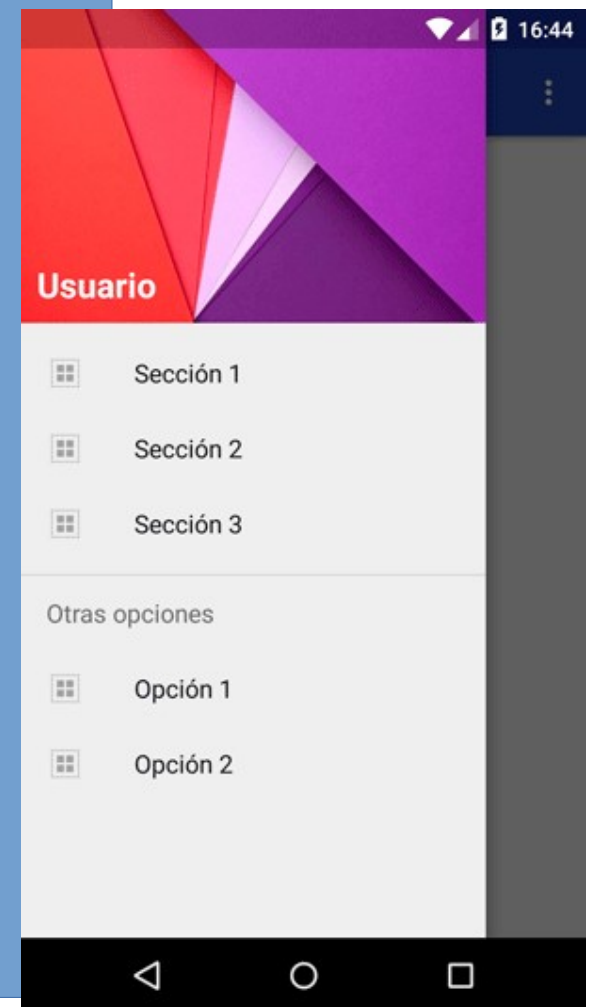 16:44
Usuario
Sección 1
Sección 2
Sección 3
Otras opciones
Opción 1
Opción 2